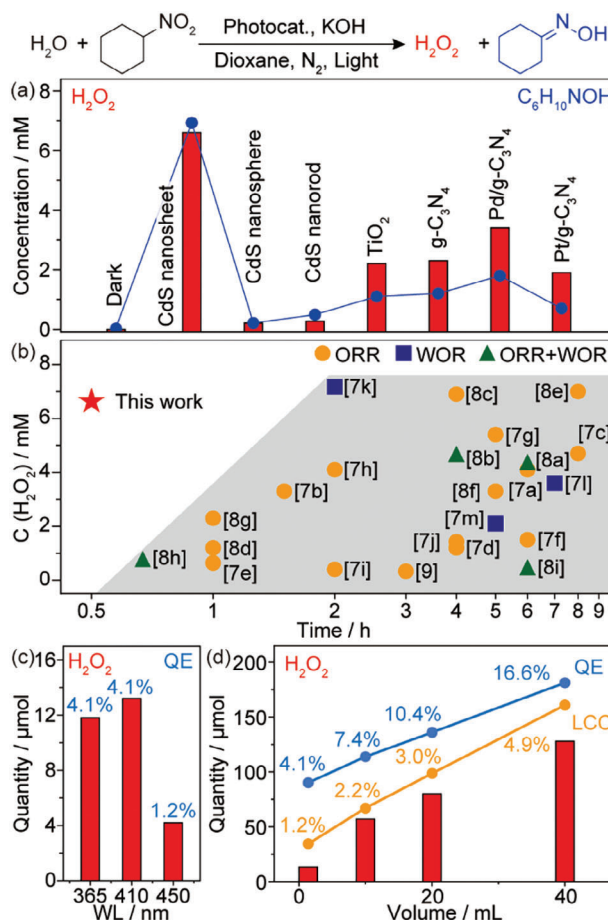 H2O + NO2 Photocat., KOH H2O2 + N OH
Dioxane, N2, Light
(a) H2O2 C6H10NOH
Concentration / mM
8
6
4
2
0
Dark
CdS nanosheet
CdS nanosphere
CdS nanorod
TiO2
g-C3N4
Pd/g-C3N4
Pt/g-C3N4
(b) ORR WOR ORR+WOR
C (H2O2) / mM
8
6
4
2
0
This work
[7k] [8c] [8e]
[7g] [7c]
[8b] [8a]
[7h]
[7b] [8f] [7a] [7l]
[8g] [7m]
[8d] [7j] [7d] [7f]
[8h] [7e] [7i] [9] [8i]
0.5 1 2 3 4 5 6 7 8 9
Time / h
(c) H2O2 QE
Quantity / μmol
16
12
8
4
0
4.1% 4.1%
1.2%
365 410 450
WL / nm
(d) H2O2 QE
LCC
Quantity / μmol
200
150
100
50
0
4.1% 7.4% 10.4% 16.6%
1.2% 2.2% 3.0% 4.9%
0 20 40
Volume / mL